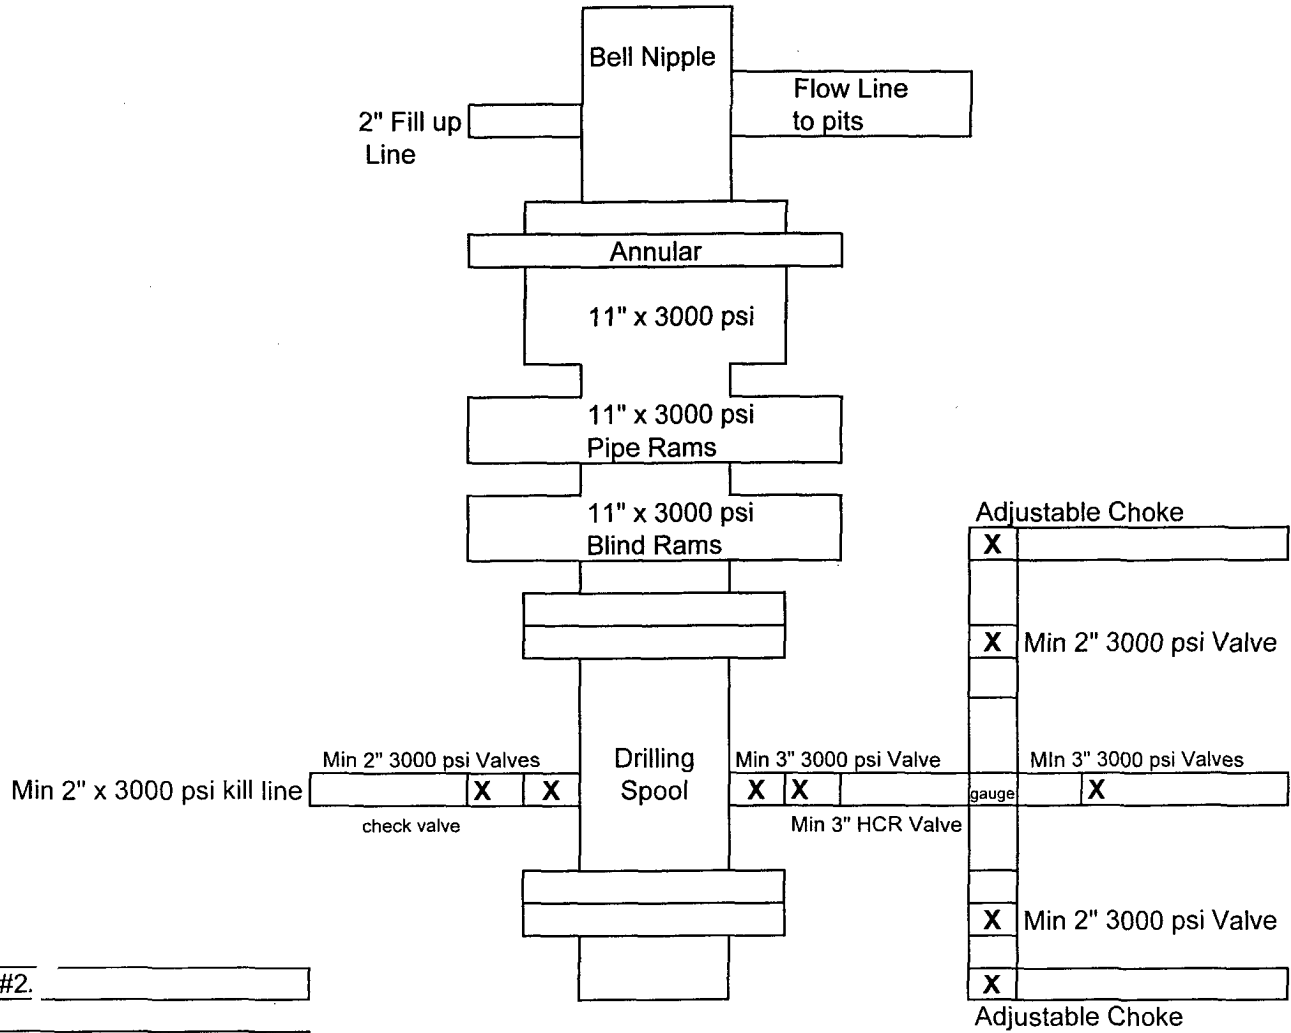 Bell Nipple
Flow Line
to pits
2" Fill up
Line
Annular
11" x 3000 psi
11" x 3000 psi
Pipe Rams
11" x 3000 psi
Blind Rams
Adjustable Choke
X
X Min 2" 3000 psi Valve
Min 2" 3000 psi Valves
Drilling
Spool
Min 3" 3000 psi Valve
MIn 3" 3000 psi Valves
Min 2" x 3000 psi kill line
X X
X X
gauge
X
check valve
Min 3" HCR Valve
X Min 2" 3000 psi Valve
#2.
X
Adjustable Choke